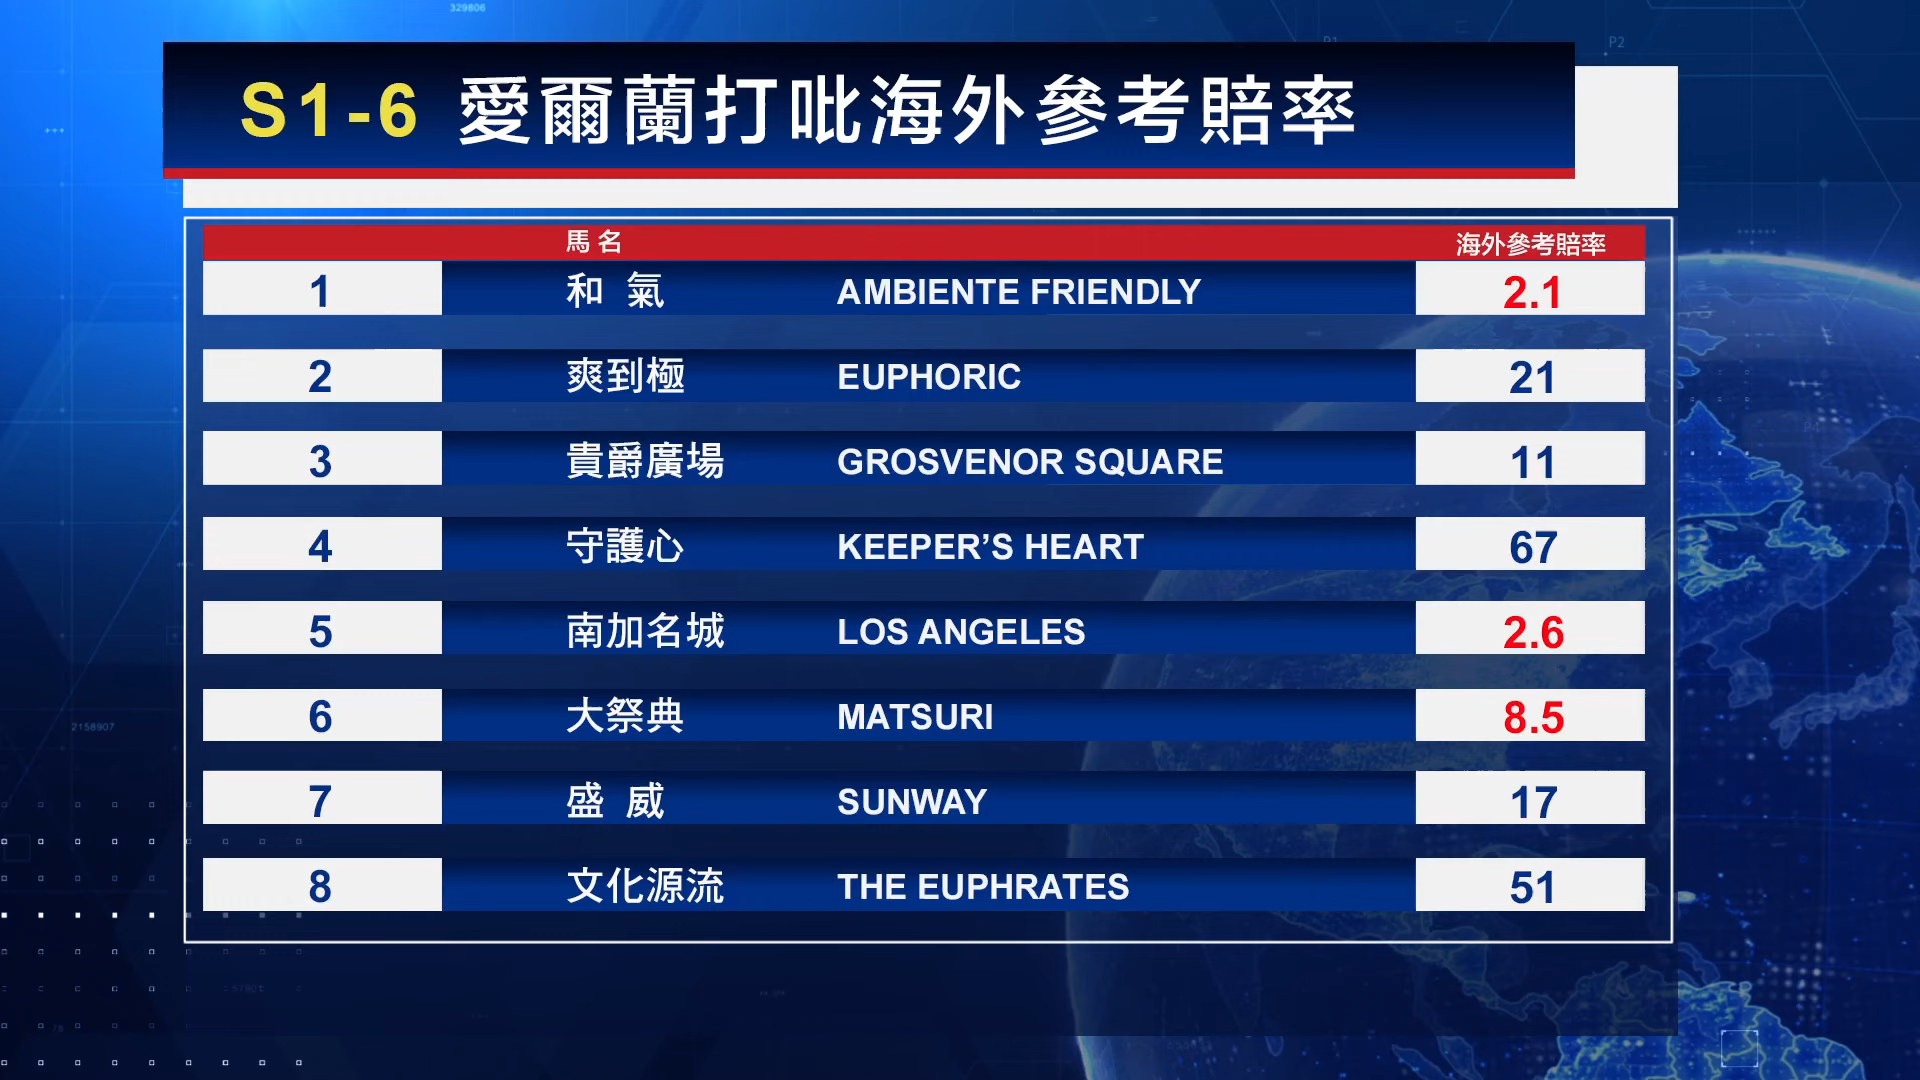 329806
P1
P2
S1-6 愛爾蘭打吡海外參考賠率
馬名 海外參考賠率
1 和氣 AMBIENTE FRIENDLY 2.1
2 爽到極 EUPHORIC 21
3 貴爵廣場 GROSVENOR SQUARE 11
4 守護心 KEEPER’S HEART 67
5 南加名城 LOS ANGELES 2.6
6 大祭典 MATSURI 8.5
2158907
7 盛威 SUNWAY 17
8 文化源流 THE EUPHRATES 51